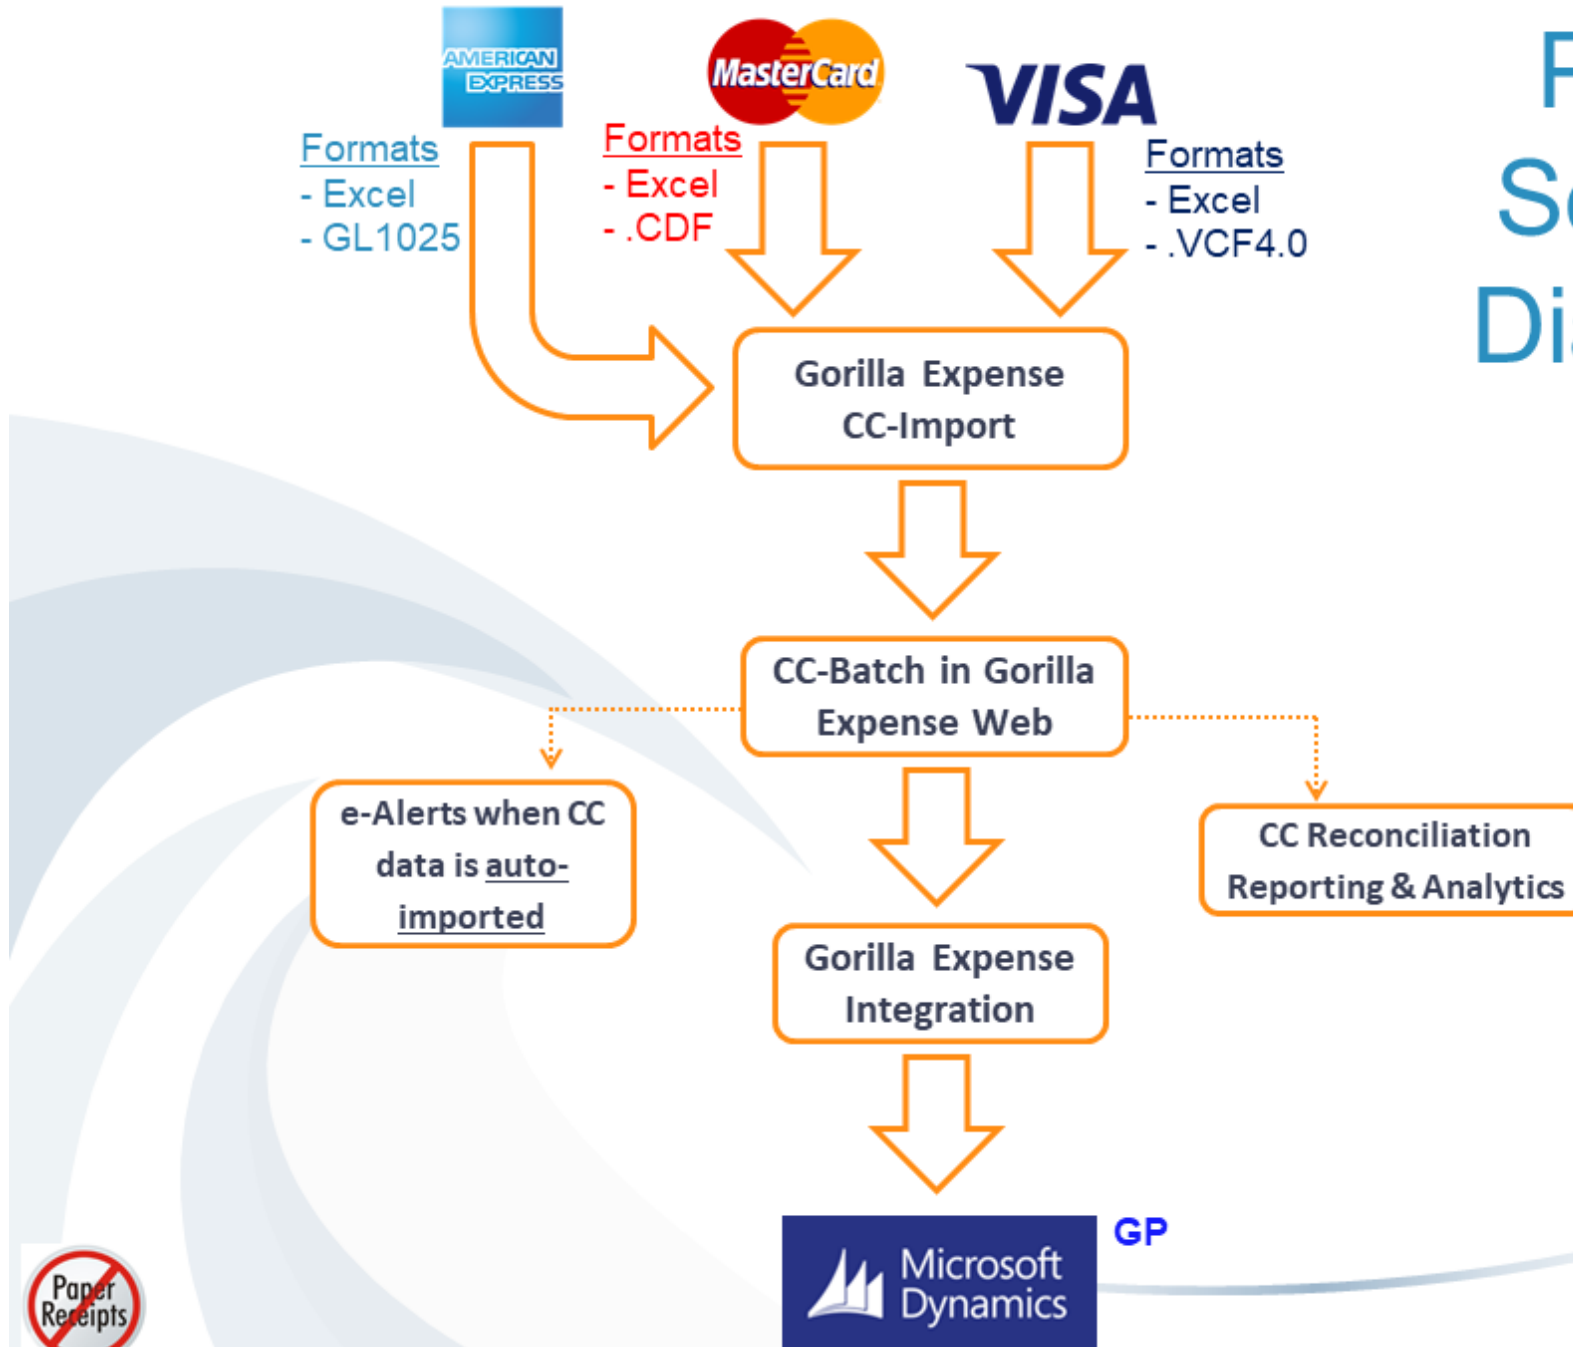 AMERICAN
EXPRESS
MasterCard
VISA
Formats
- Excel
- GL1025
Formats
- Excel
- .CDF
Formats
- Excel
- .VCF4.0
Gorilla Expense
CC-Import
CC-Batch in Gorilla
Expense Web
e-Alerts when CC
data is auto-
imported
CC Reconciliation
Reporting & Analytics
Gorilla Expense
Integration
GP
Microsoft
Dynamics
Paper
Receipts